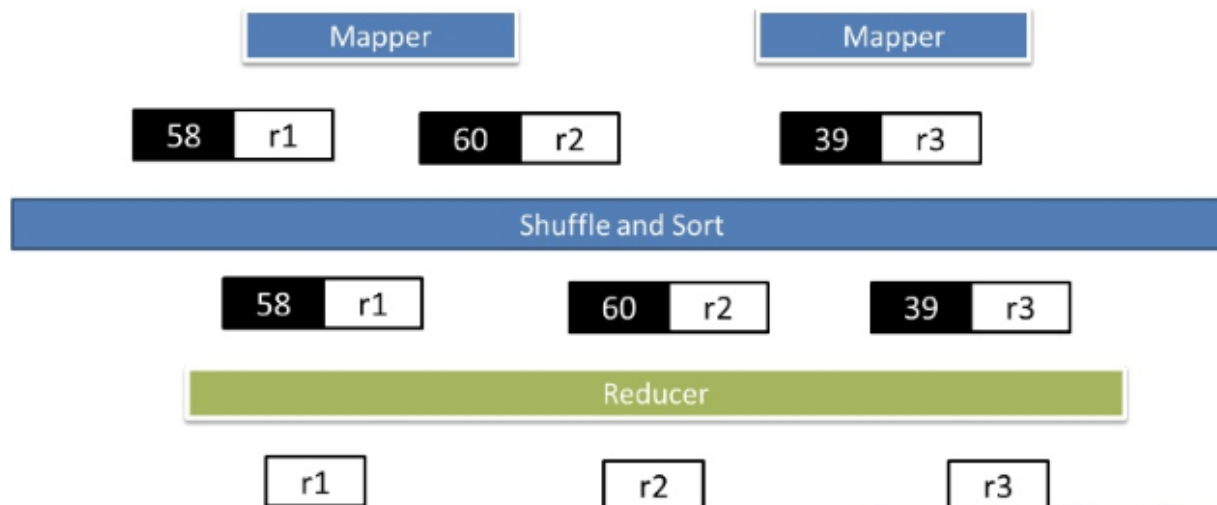 Mapper Mapper
58 r1 60 r2 39 r3
Shuffle and Sort
58 r1 60 r2 39 r3
Reducer
r1 r2 r3